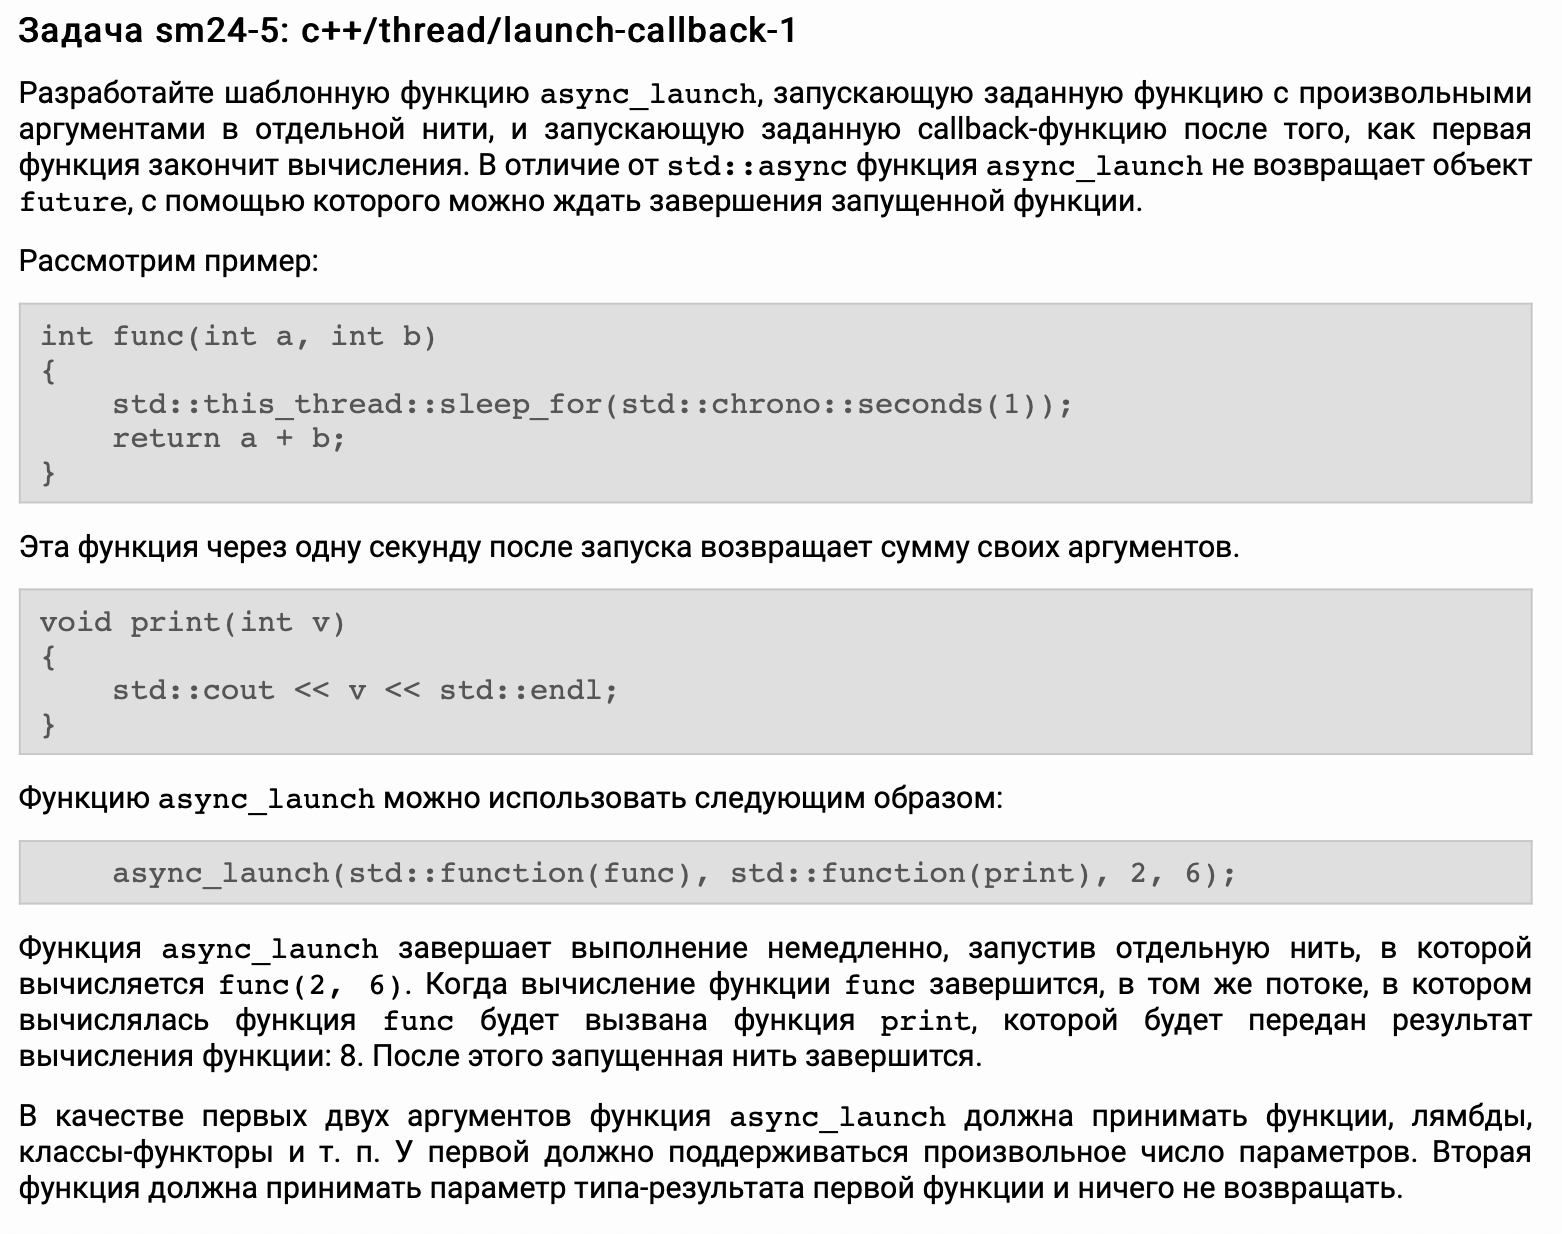 Задача sm24-5: c++/thread/launch-callback-1
Разработайте шаблонную функцию async_launch, запускающую заданную функцию с произвольными
аргументами в отдельной нити, и запускающую заданную callback-функцию после того, как первая
функция закончит вычисления. В отличие от std::async функция async_launch не возвращает объект
future, с помощью которого можно ждать завершения запущенной функции.
Рассмотрим пример:
int func(int a, int b)
{
    std::this_thread::sleep_for(std::chrono::seconds(1));
    return a + b;
}
Эта функция через одну секунду после запуска возвращает сумму своих аргументов.
void print(int v)
{
    std::cout << v << std::endl;
}
Функцию async_launch можно использовать следующим образом:
    async_launch(std::function(func), std::function(print), 2, 6);
Функция async_launch завершает выполнение немедленно, запустив отдельную нить, в которой
вычисляется func(2, 6). Когда вычисление функции func завершится, в том же потоке, в котором
вычислялась функция func будет вызвана функция print, которой будет передан результат
вычисления функции: 8. После этого запущенная нить завершится.
В качестве первых двух аргументов функция async_launch должна принимать функции, лямбды,
классы-функторы и т. п. У первой должно поддерживаться произвольное число параметров. Вторая
функция должна принимать параметр типа-результата первой функции и ничего не возвращать.